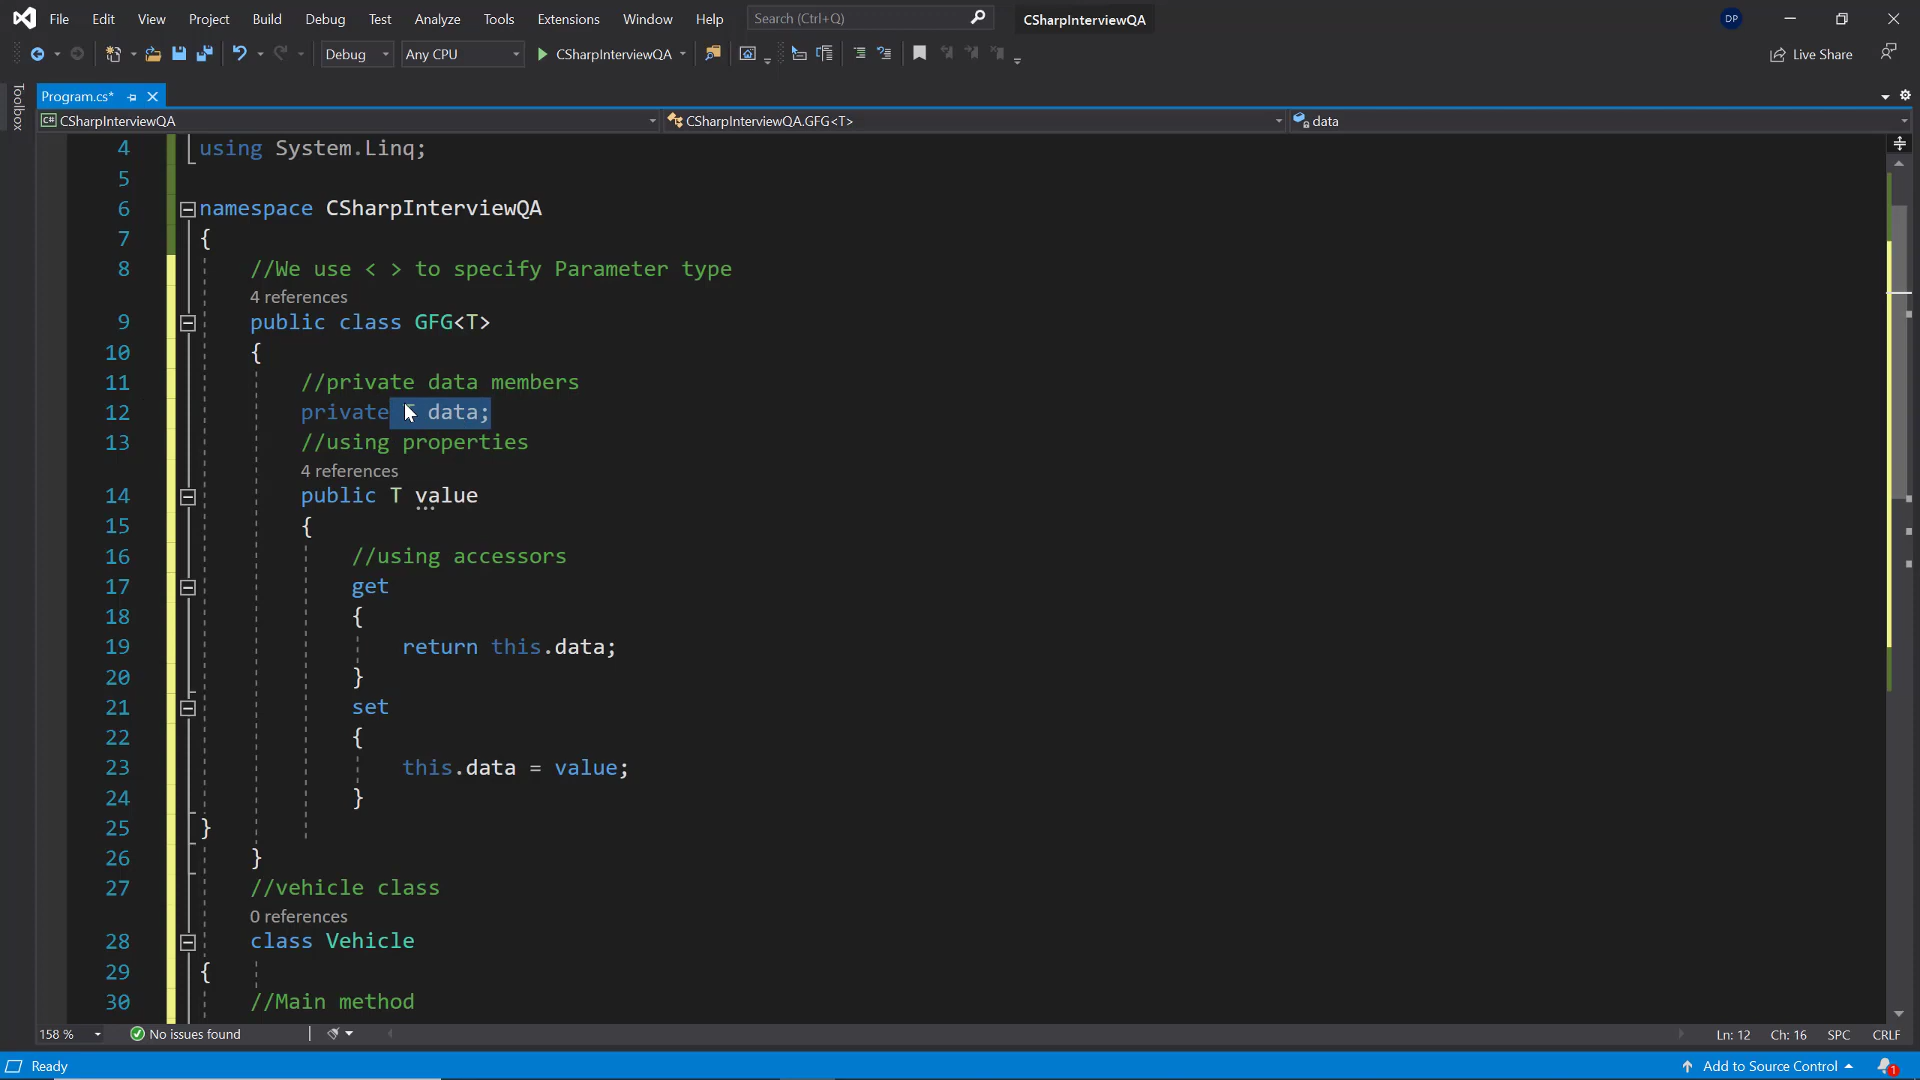 File Edit View Project Build Debug Test Analyze Tools Extensions Window Help Search (Ctrl+Q) CSharpInterviewQA DP
Debug Any CPU CSharpInterviewQA Live Share
Toolbox
Program.cs*
C# CSharpInterviewQA CSharpInterviewQA.GFG<T> data
4 using System.Linq;
5
6 namespace CSharpInterviewQA
7 {
8 //We use < > to specify Parameter type
4 references
9 public class GFG<T>
10 {
11 //private data members
12 private data;
13 //using properties
4 references
14 public T value
15 {
16 //using accessors
17 get
18 {
19 return this.data;
20 }
21 set
22 {
23 this.data = value;
24 }
25 }
26 }
27 //vehicle class
0 references
28 class Vehicle
29 {
30 //Main method
158 % No issues found Ln: 12 Ch: 16 SPC CRLF
Ready Add to Source Control 1